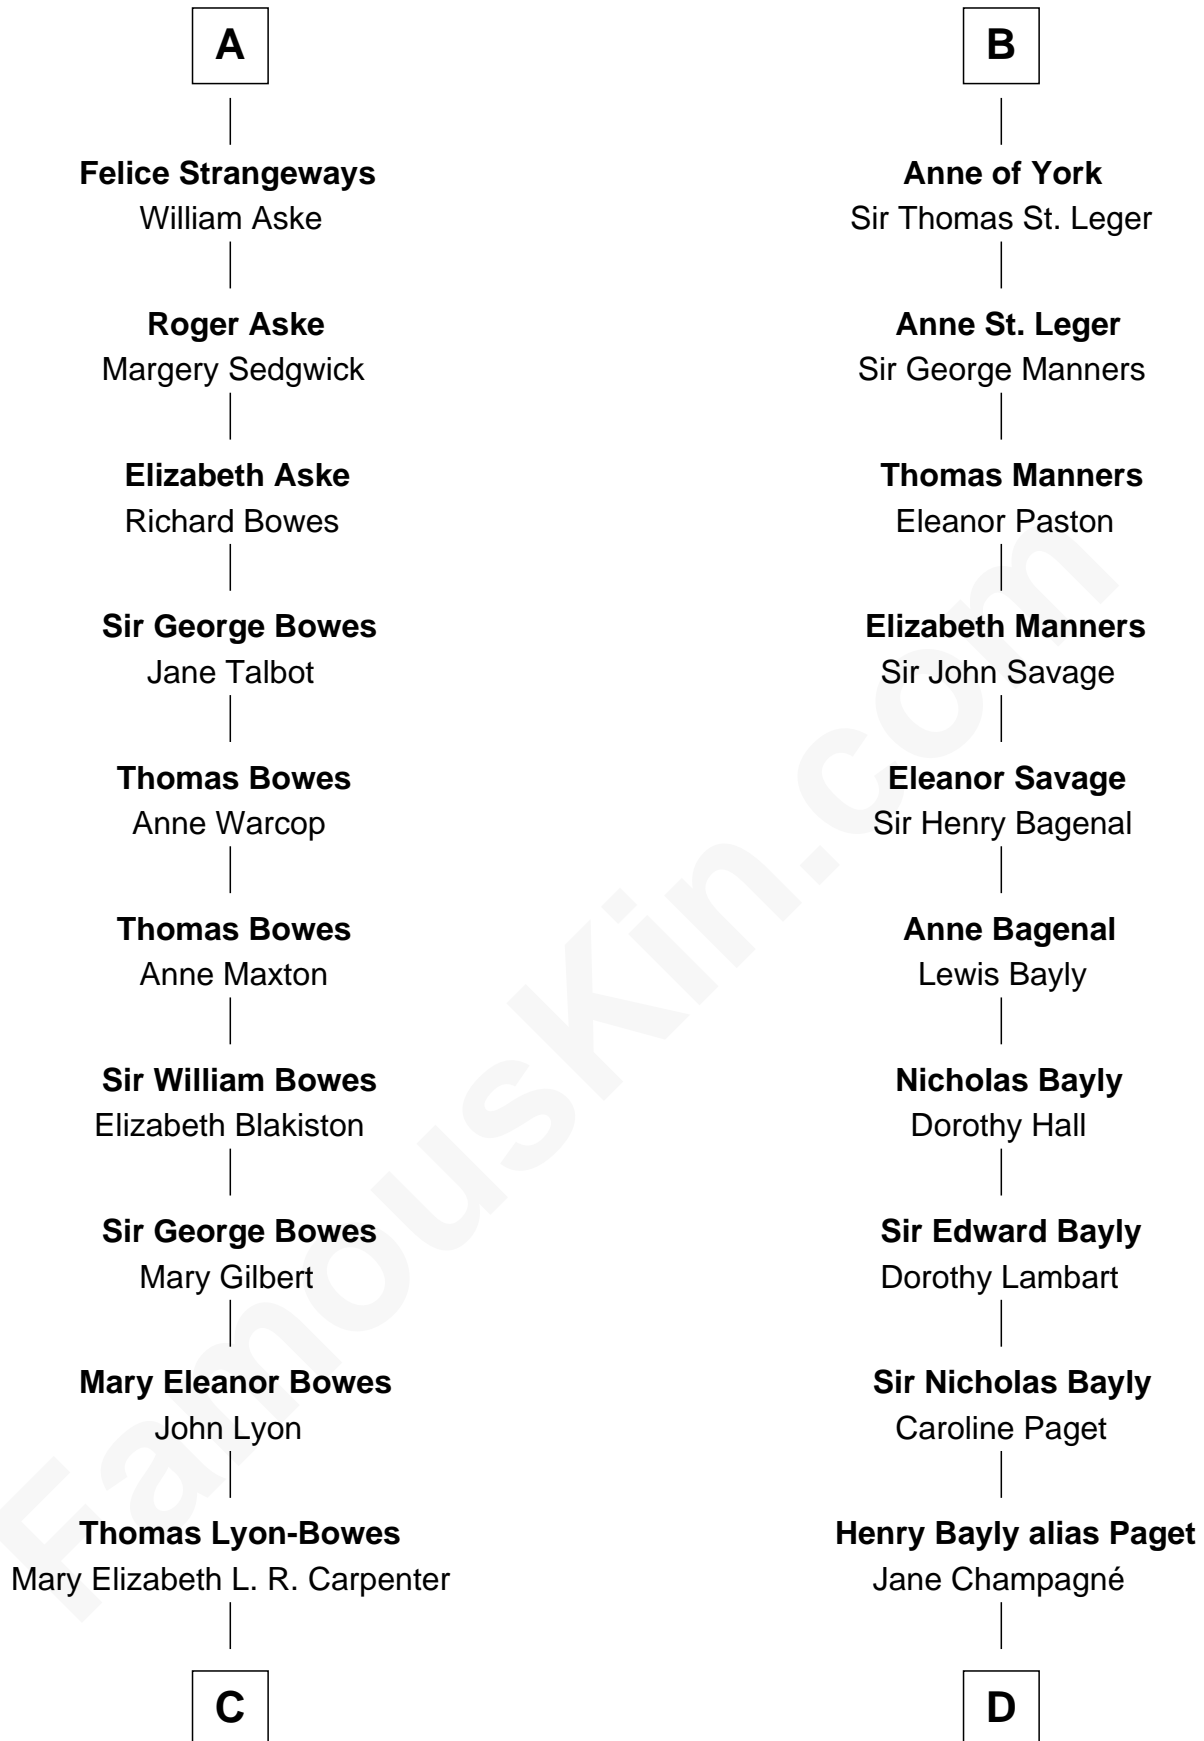 A
Felice Strangeways
William Aske
Roger Aske
Margery Sedgwick
Elizabeth Aske
Richard Bowes
Sir George Bowes
Jane Talbot
Thomas Bowes
Anne Warcop
Thomas Bowes
Anne Maxton
Sir William Bowes
Elizabeth Blakiston
Sir George Bowes
Mary Gilbert
Mary Eleanor Bowes
John Lyon
Thomas Lyon-Bowes
Mary Elizabeth L. R. Carpenter
C
B
Anne of York
Sir Thomas St. Leger
Anne St. Leger
Sir George Manners
Thomas Manners
Eleanor Paston
Elizabeth Manners
Sir John Savage
Eleanor Savage
Sir Henry Bagenal
Anne Bagenal
Lewis Bayly
Nicholas Bayly
Dorothy Hall
Sir Edward Bayly
Dorothy Lambart
Sir Nicholas Bayly
Caroline Paget
Henry Bayly alias Paget
Jane Champagné
D
FamousKin.com